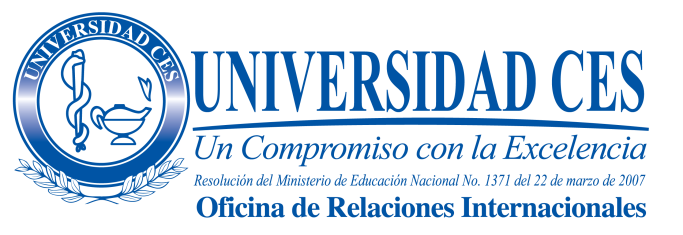 UNIVERSIDAD CES
UNIVERSIDAD CES
Un Compromiso con la Excelencia
Resolución del Ministerio de Educación Nacional No. 1371 del 22 de marzo de 2007
Oficina de Relaciones Internacionales